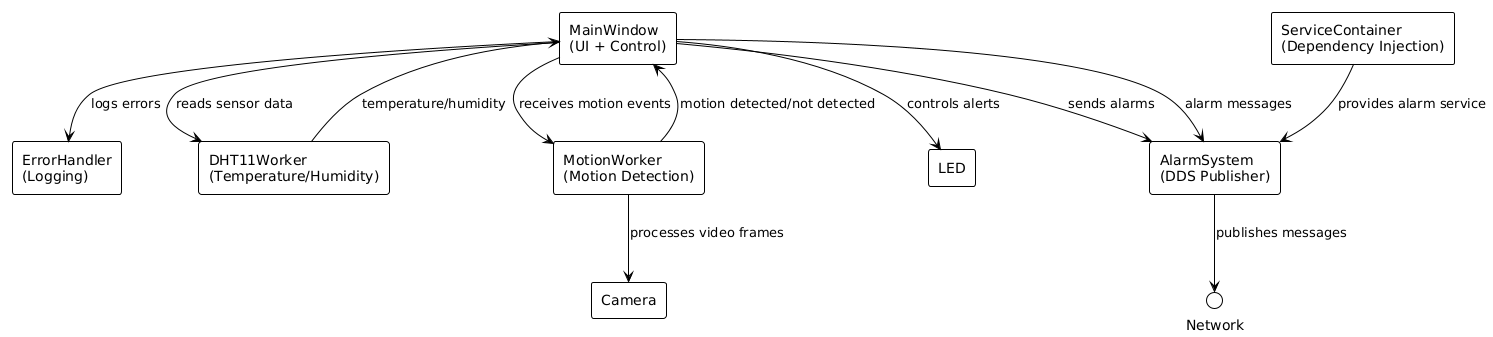 MainWindow
(UI + Control)
ServiceContainer
(Dependency Injection)
logs errors
reads sensor data
temperature/humidity
receives motion events
motion detected/not detected
controls alerts
sends alarms
alarm messages
provides alarm service
ErrorHandler
(Logging)
DHT11Worker
(Temperature/Humidity)
MotionWorker
(Motion Detection)
LED
AlarmSystem
(DDS Publisher)
processes video frames
publishes messages
Camera
Network